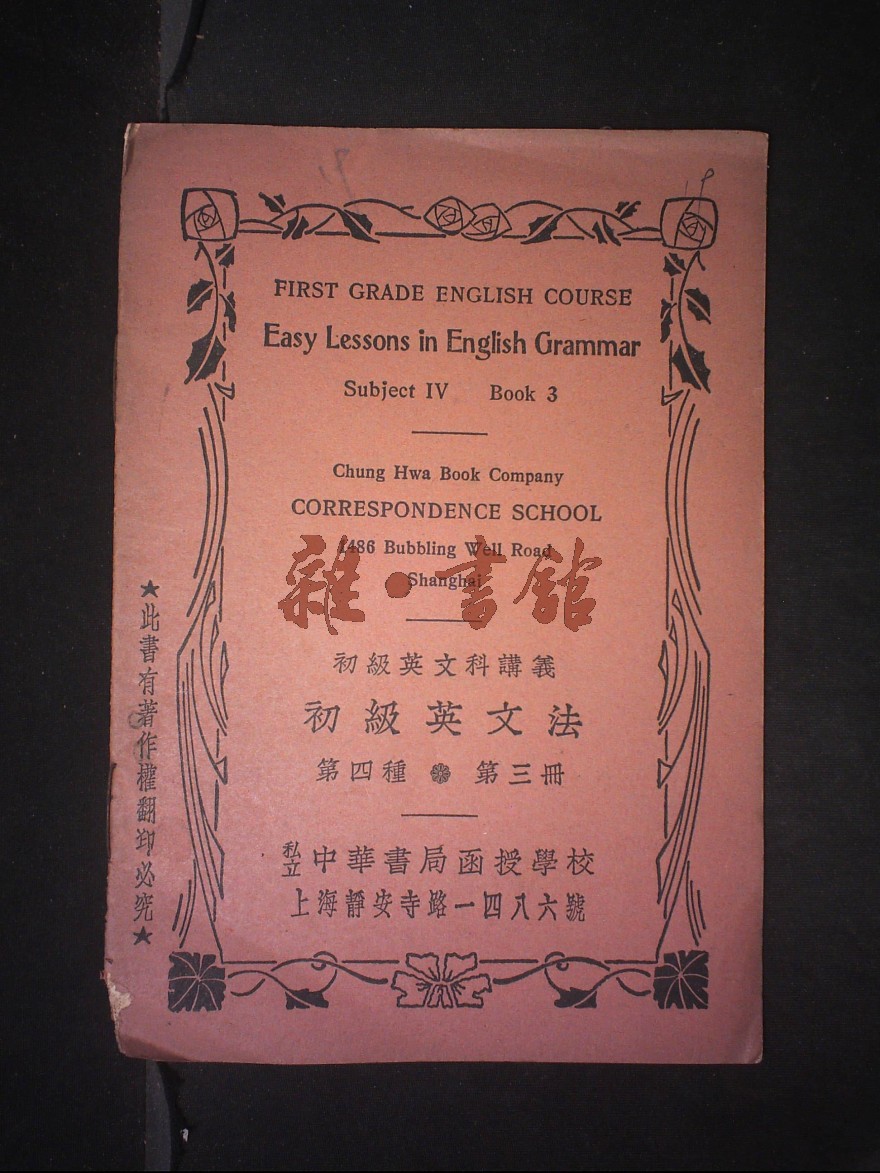 FIRST GRADE ENGLISH COURSE
Easy Lessons in English Grammar
Subject IV Book 3
Chung Hwa Book Company
CORRESPONDENCE SCHOOL
1486 Bubbling Well Road
Shanghai
雜·書館
初級英文科講義
初級英文法
第四種 第三冊
私立中華書局函授學校
上海靜安寺路一四八六號
★此書有著作權翻印必究★